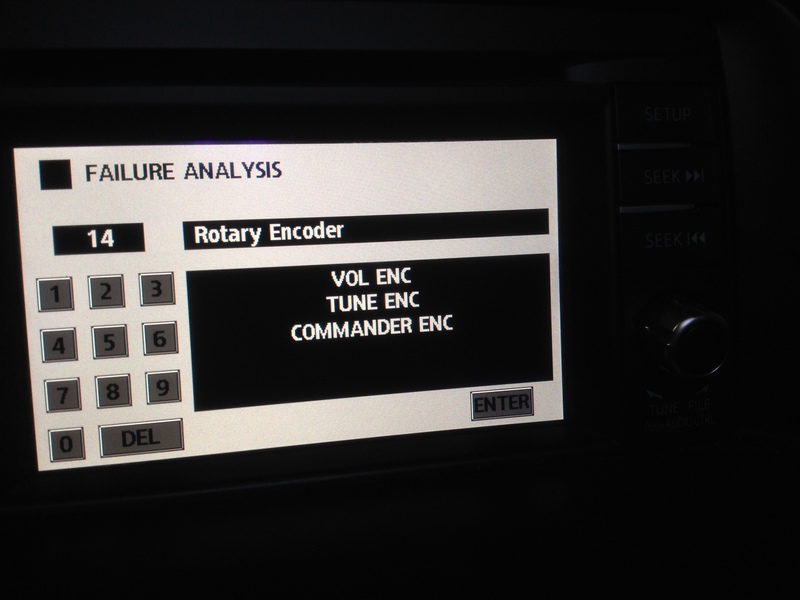 FAILURE ANALYSIS
14
Rotary Encoder
VOL ENC
TUNE ENC
COMMANDER ENC
1 2 3
4 5 6
7 8 9
0 DEL
ENTER
SETUP
SEEK
SEEK